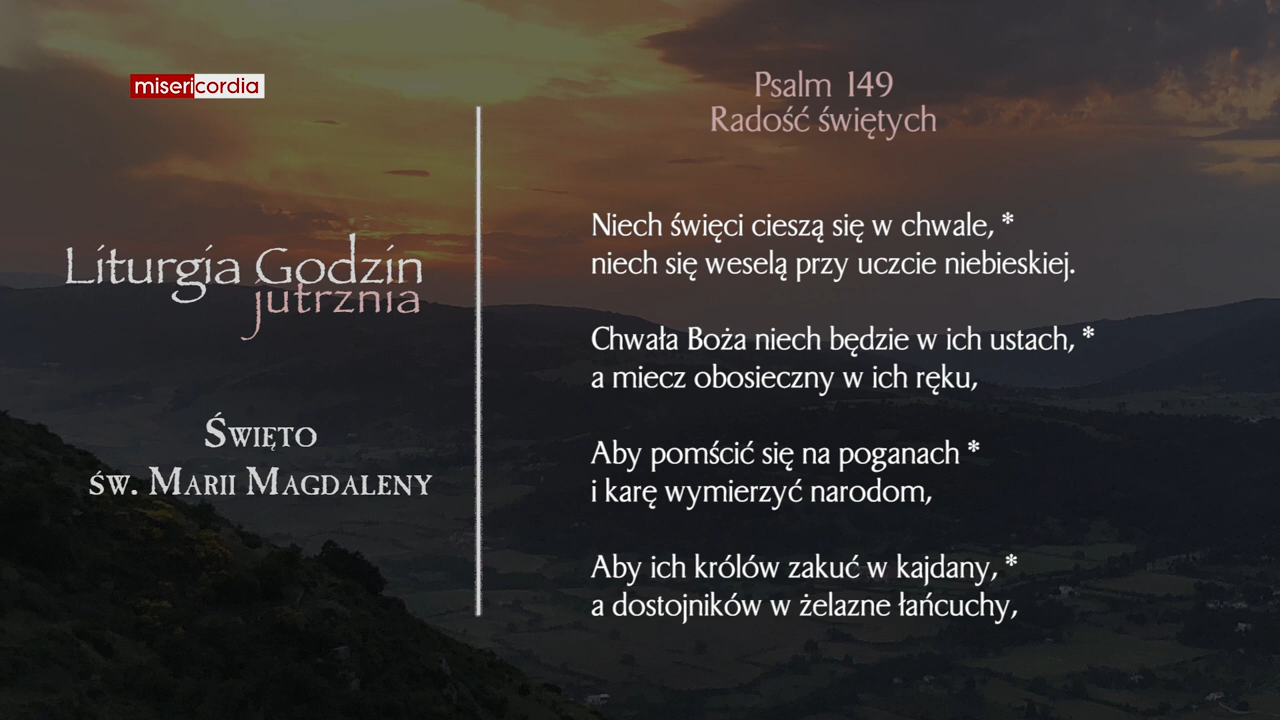 misericordia
Liturgia Godzin
jutrznia
Święto
św. Marii Magdaleny
Psalm 149
Radość świętych
Niech święci cieszą się w chwale, *
niech się weselą przy uczcie niebieskiej.
Chwała Boża niech będzie w ich ustach, *
a miecz obosieczny w ich ręku,
Aby pomścić się na poganach *
i karę wymierzyć narodom,
Aby ich królów zakuć w kajdany, *
a dostojników w żelazne łańcuchy,